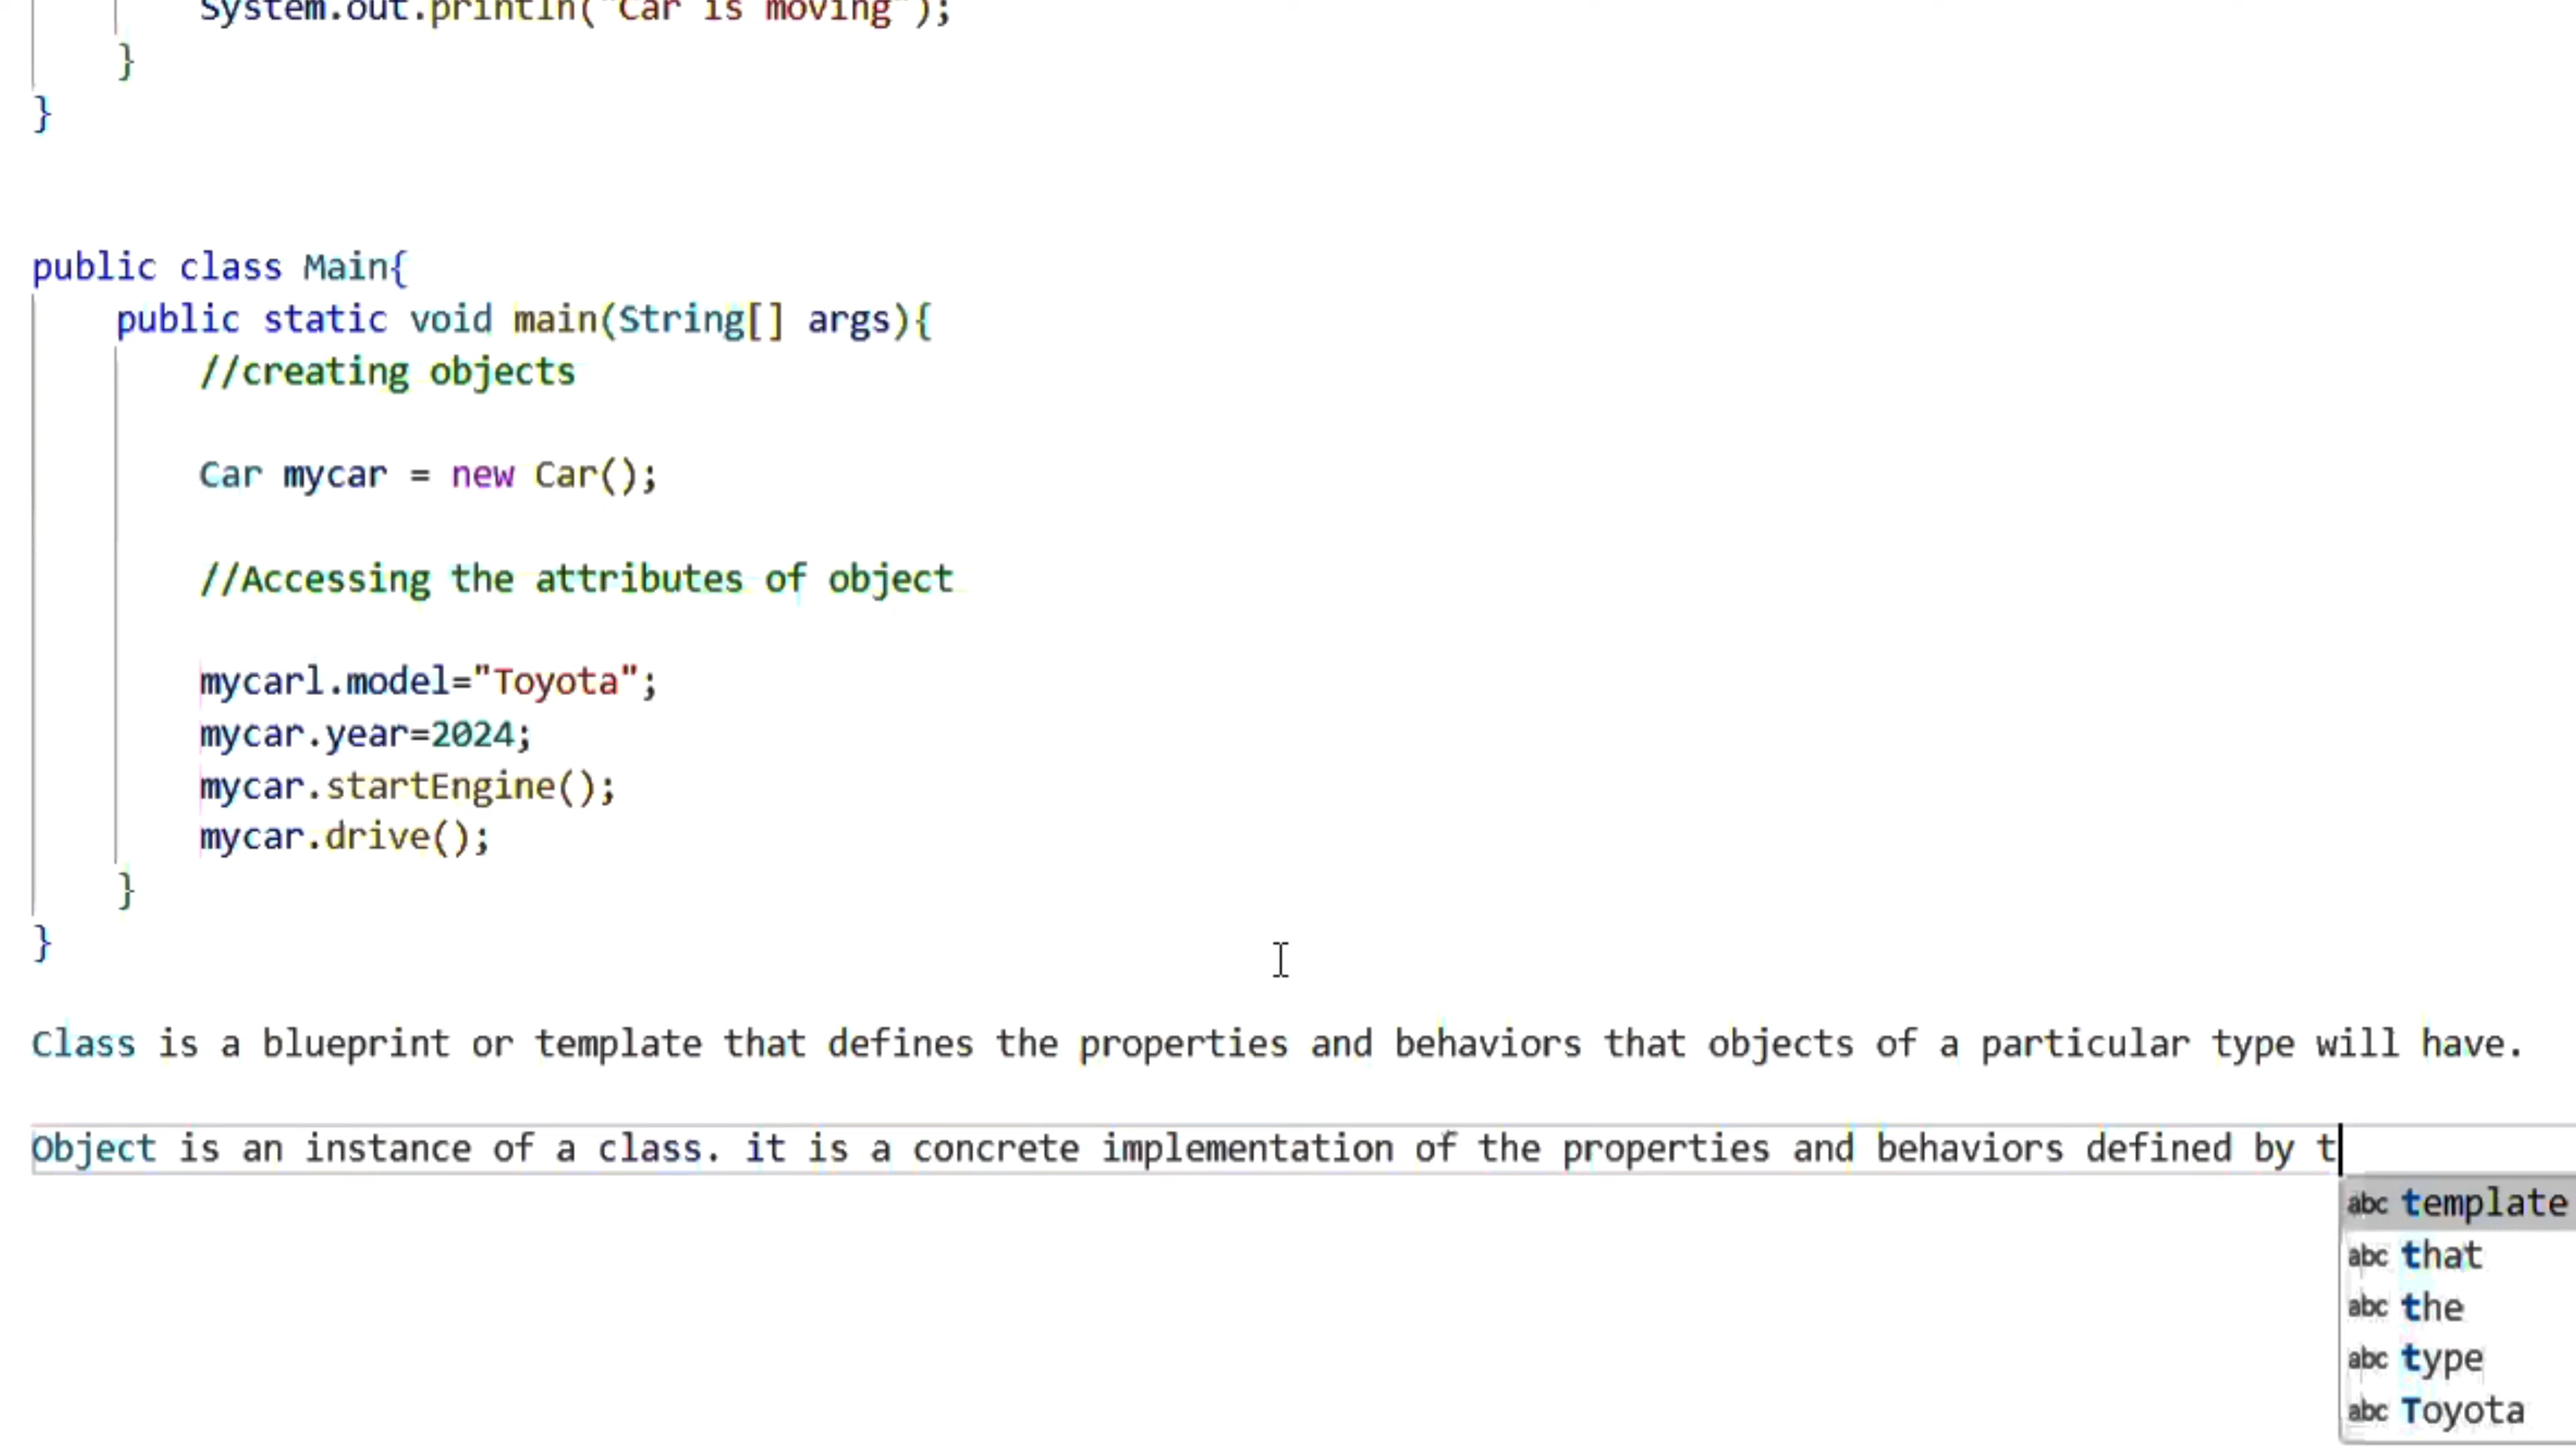 System.out.println("Car is moving");
}
}
public class Main{
public static void main(String[] args){
//creating objects
Car mycar = new Car();
//Accessing the attributes of object
mycarl.model="Toyota";
mycar.year=2024;
mycar.startEngine();
mycar.drive();
}
}
Class is a blueprint or template that defines the properties and behaviors that objects of a particular type will have.
Object is an instance of a class. it is a concrete implementation of the properties and behaviors defined by t
abc template
abc that
abc the
abc type
abc Toyota